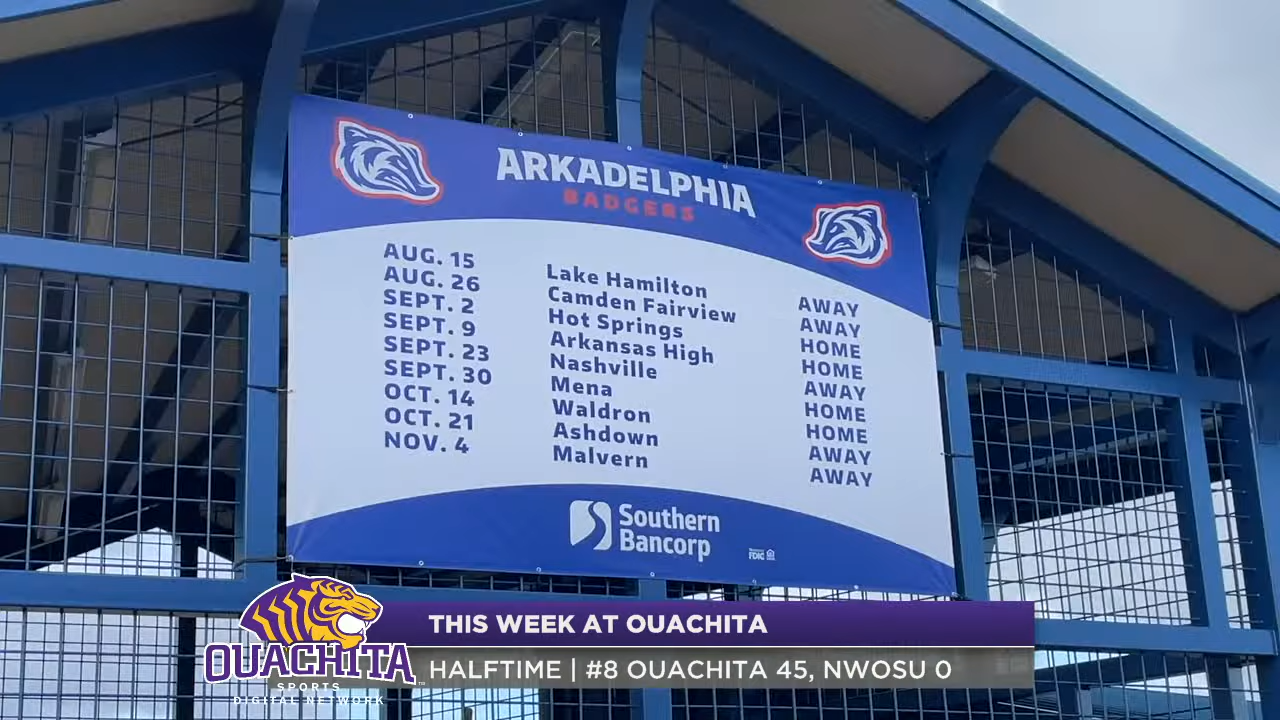 ARKADELPHIA
BADGERS
AUG. 15 Lake Hamilton AWAY
AUG. 26 Camden Fairview AWAY
SEPT. 2 Hot Springs HOME
SEPT. 9 Arkansas High HOME
SEPT. 23 Nashville AWAY
SEPT. 30 Mena HOME
OCT. 14 Waldron HOME
OCT. 21 Ashdown AWAY
NOV. 4 Malvern AWAY
Southern
Bancorp
FDIC
THIS WEEK AT OUACHITA
HALFTIME | #8 OUACHITA 45, NWOSU 0
OUACHITA
SPORTS
DIGITAL NETWORK